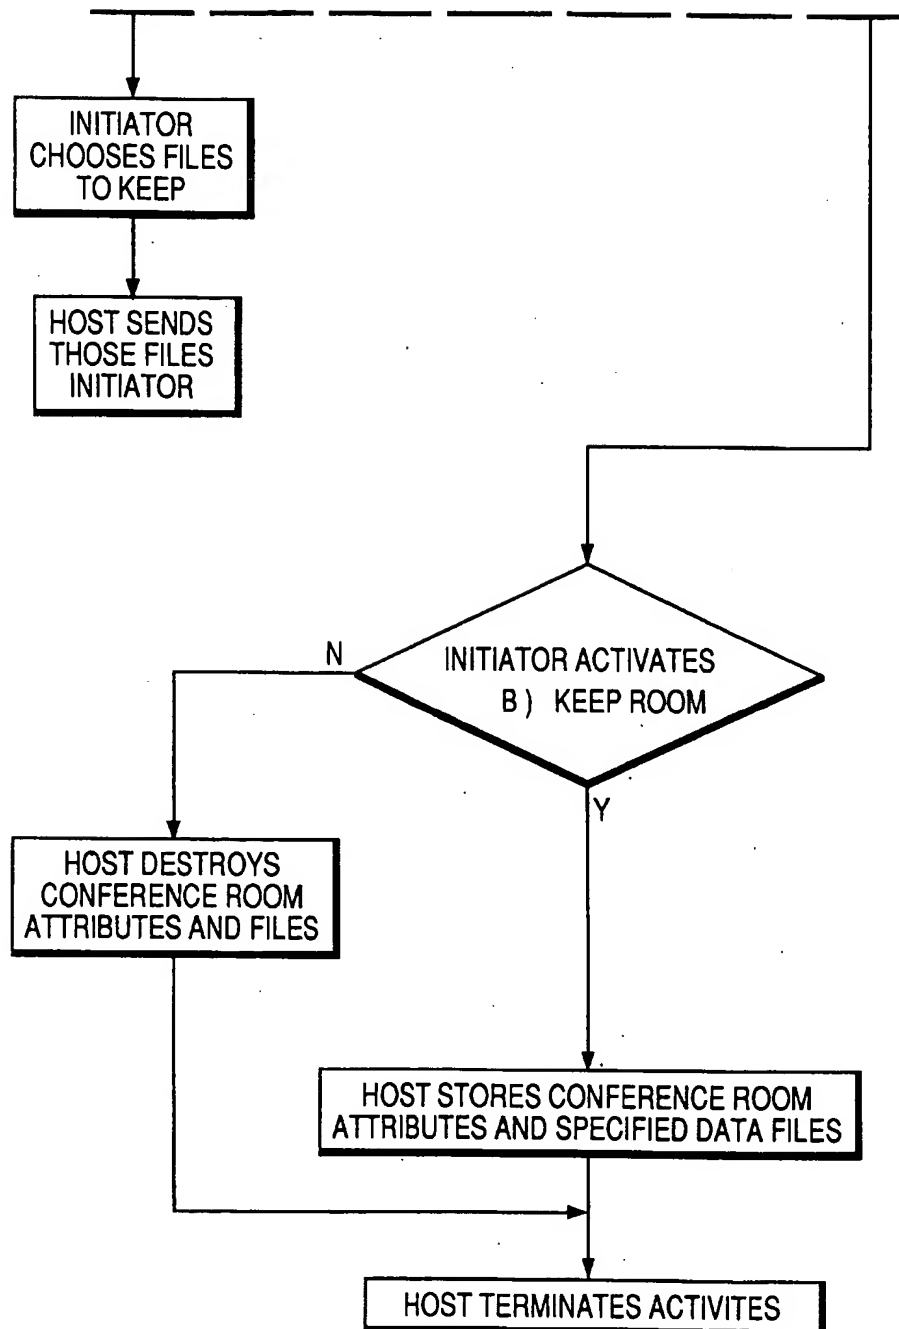 INITIATOR
CHOOSES FILES
TO KEEP
HOST SENDS
THOSE FILES
INITIATOR
N
INITIATOR ACTIVATES
B) KEEP ROOM
Y
HOST DESTROYS
CONFERENCE ROOM
ATTRIBUTES AND FILES
HOST STORES CONFERENCE ROOM
ATTRIBUTES AND SPECIFIED DATA FILES
HOST TERMINATES ACTIVITES